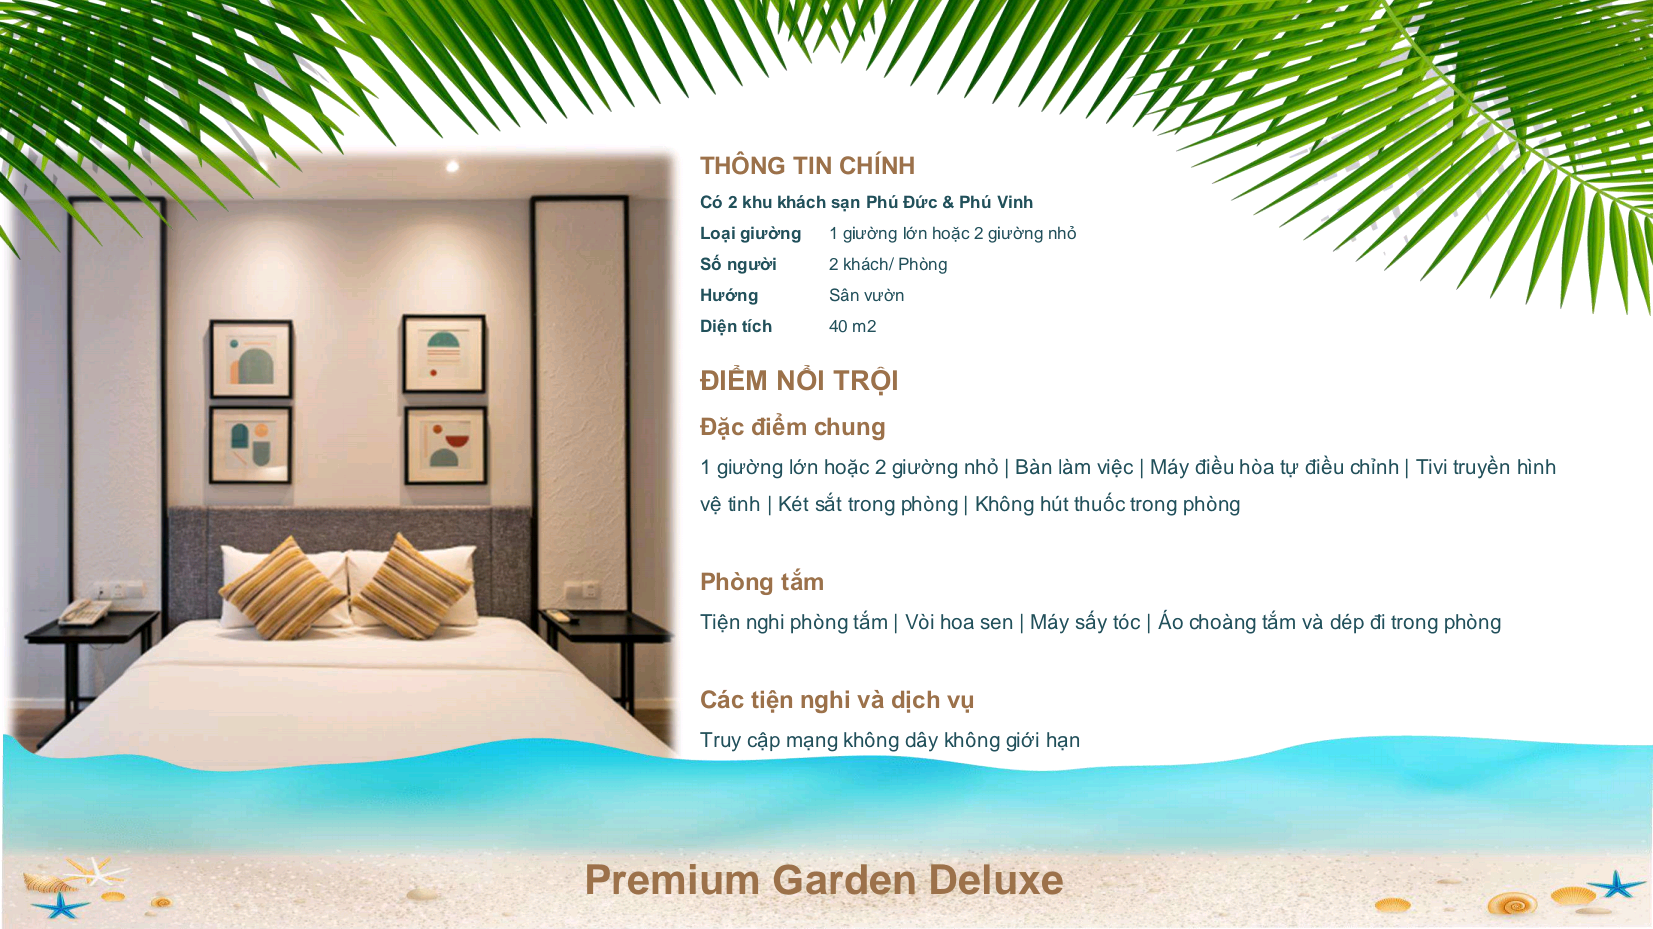 THÔNG TIN CHÍNH
Có 2 khu khách sạn Phú Đức & Phú Vinh
Loại giường 1 giường lớn hoặc 2 giường nhỏ
Số người 2 khách/ Phòng
Hướng Sân vườn
Diện tích 40 m2
ĐIỂM NỔI TRỘI
Đặc điểm chung
1 giường lớn hoặc 2 giường nhỏ | Bàn làm việc | Máy điều hòa tự điều chỉnh | Tivi truyền hình
vệ tinh | Két sắt trong phòng | Không hút thuốc trong phòng
Phòng tắm
Tiện nghi phòng tắm | Vòi hoa sen | Máy sấy tóc | Áo choàng tắm và dép đi trong phòng
Các tiện nghi và dịch vụ
Truy cập mạng không dây không giới hạn
Premium Garden Deluxe